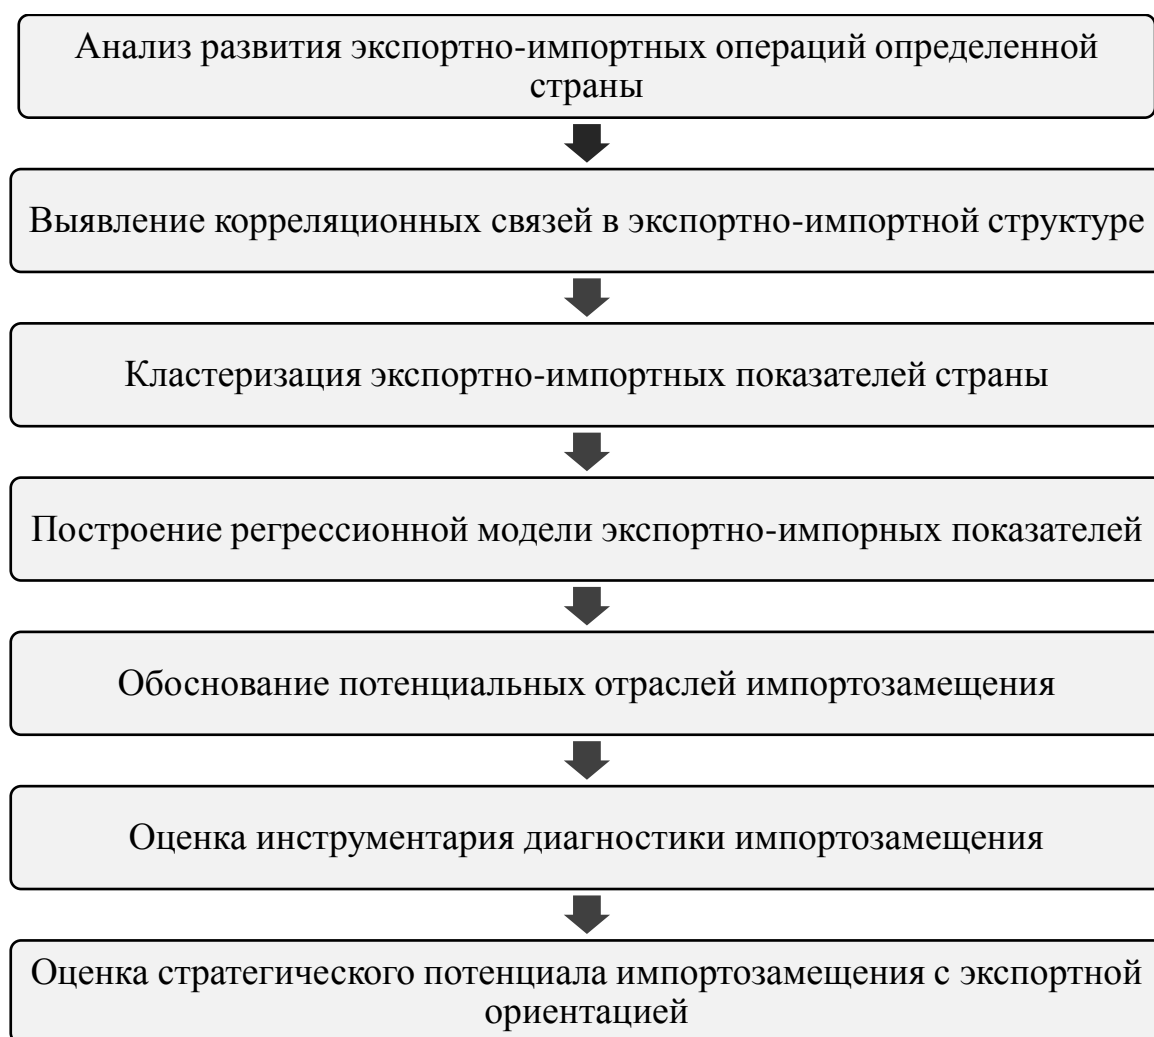 Анализ развития экспортно-импортных операций определенной
страны
Выявление корреляционных связей в экспортно-импортной структуре
Кластеризация экспортно-импортных показателей страны
Построение регрессионной модели экспортно-импорных показателей
Обоснование потенциальных отраслей импортозамещения
Оценка инструментария диагностики импортозамещения
Оценка стратегического потенциала импортозамещения с экспортной
ориентацией